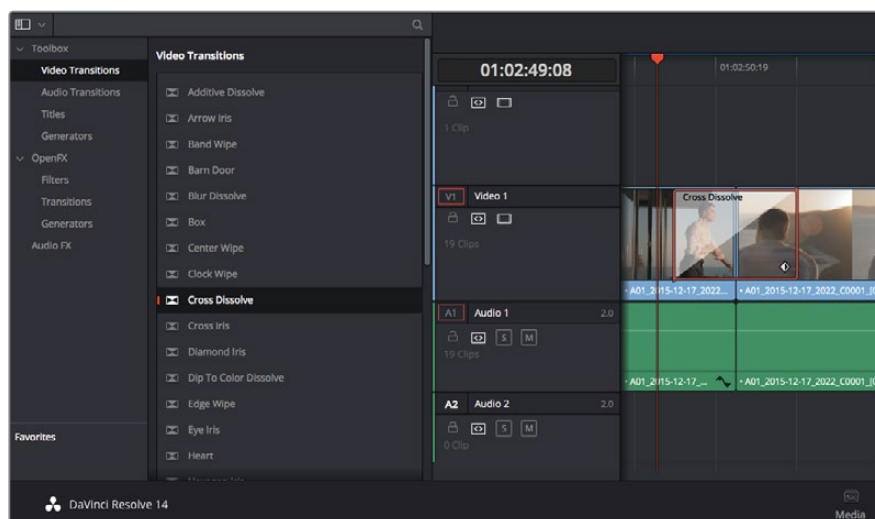 Toolbox
Video Transitions
Audio Transitions
Titles
Generators
OpenFX
Filters
Transitions
Generators
Audio FX
Favorites
Video Transitions
Additive Dissolve
Arrow Iris
Band Wipe
Barn Door
Blur Dissolve
Box
Center Wipe
Clock Wipe
Cross Dissolve
Cross Iris
Diamond Iris
Dip To Color Dissolve
Edge Wipe
Eye Iris
Heart
01:02:49:08
01:02:50:19
1 Clip
V1 Video 1
19 Clips
Cross Dissolve
A01_2015-12-17_2022...
A01_2015-12-17_2022_C0001_
A1 Audio 1 2.0
S M
19 Clips
A01_2015-12-17_...
A01_2015-12-17_2022_C0001_
A2 Audio 2 2.0
S M
0 Clip
DaVinci Resolve 14
Media